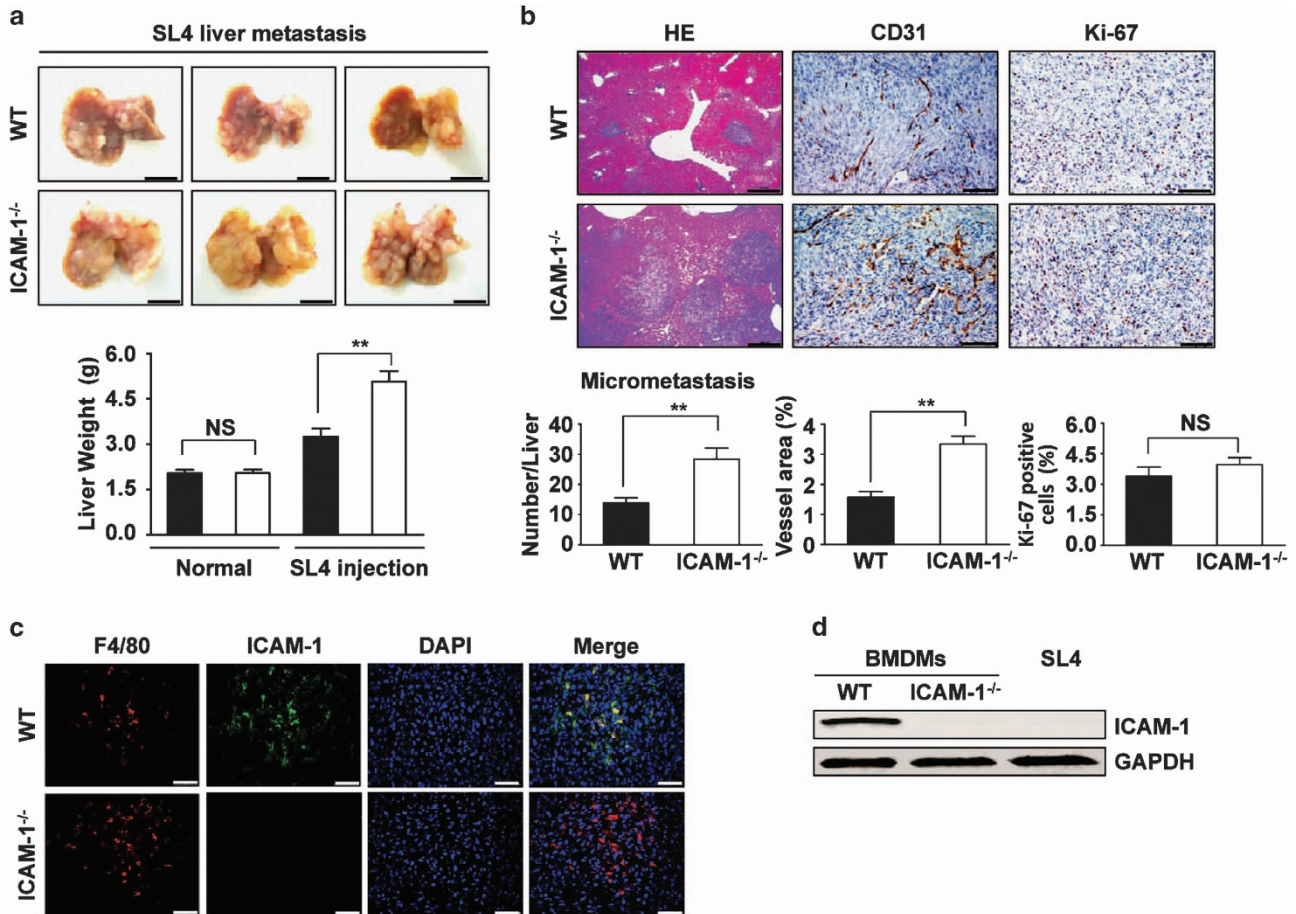 a
SL4 liver metastasis
WT
ICAM-1-/-
Liver Weight (g)
6.0
4.5
3.0
1.5
0.0
NS
**
Normal
SL4 injection
b
HE
CD31
Ki-67
WT
ICAM-1-/-
Micrometastasis
Number/Liver
40
30
20
10
0
**
WT
ICAM-1-/-
Vessel area (%)
4
3
2
1
0
**
WT
ICAM-1-/-
Ki-67 positive
cells (%)
6.0
4.5
3.0
1.5
0.0
NS
WT
ICAM-1-/-
c
F4/80
ICAM-1
DAPI
Merge
WT
ICAM-1-/-
d
BMDMs
SL4
WT
ICAM-1-/-
ICAM-1
GAPDH